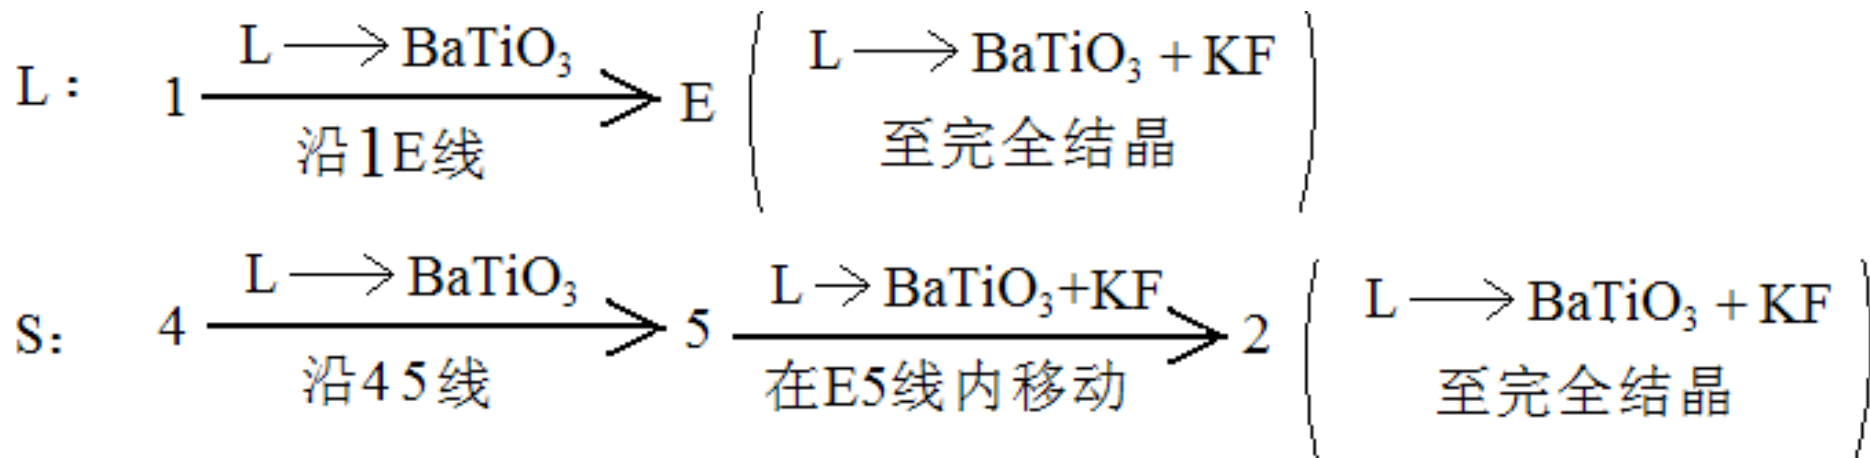 L → BaTiO₃
L → BaTiO₃ + KF
L： 1 → E
沿1E线
至完全结晶
L → BaTiO₃
L → BaTiO₃+KF
L → BaTiO₃ + KF
S： 4 → 5 → 2
沿45线
在E5线内移动
至完全结晶